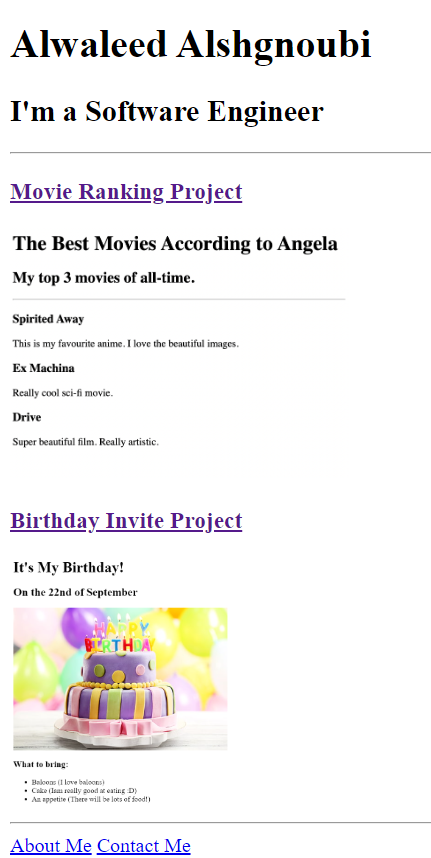 Alwaleed Alshgnoubi
I'm a Software Engineer
Movie Ranking Project
The Best Movies According to Angela
My top 3 movies of all-time.
Spirited Away
This is my favourite anime. I love the beautiful images.
Ex Machina
Really cool sci-fi movie.
Drive
Super beautiful film. Really artistic.
Birthday Invite Project
It's My Birthday!
On the 22nd of September
HAPPY
BIRTHDAY
What to bring:
Baloons (I love baloons)
Cake (Iam really good at eating :D)
An appetite (There will be lots of food!)
About Me Contact Me